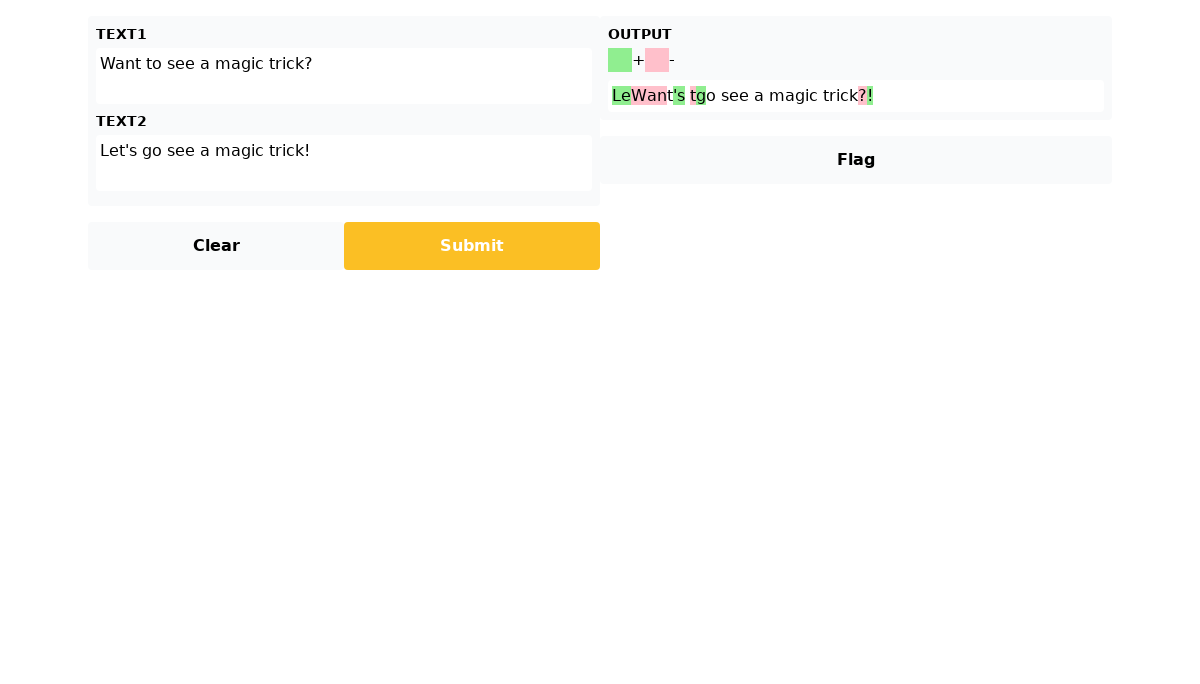 TEXT1
Want to see a magic trick?
TEXT2
Let's go see a magic trick!
Clear
Submit
OUTPUT
+ -
LeWant's tgo see a magic trick?!
Flag